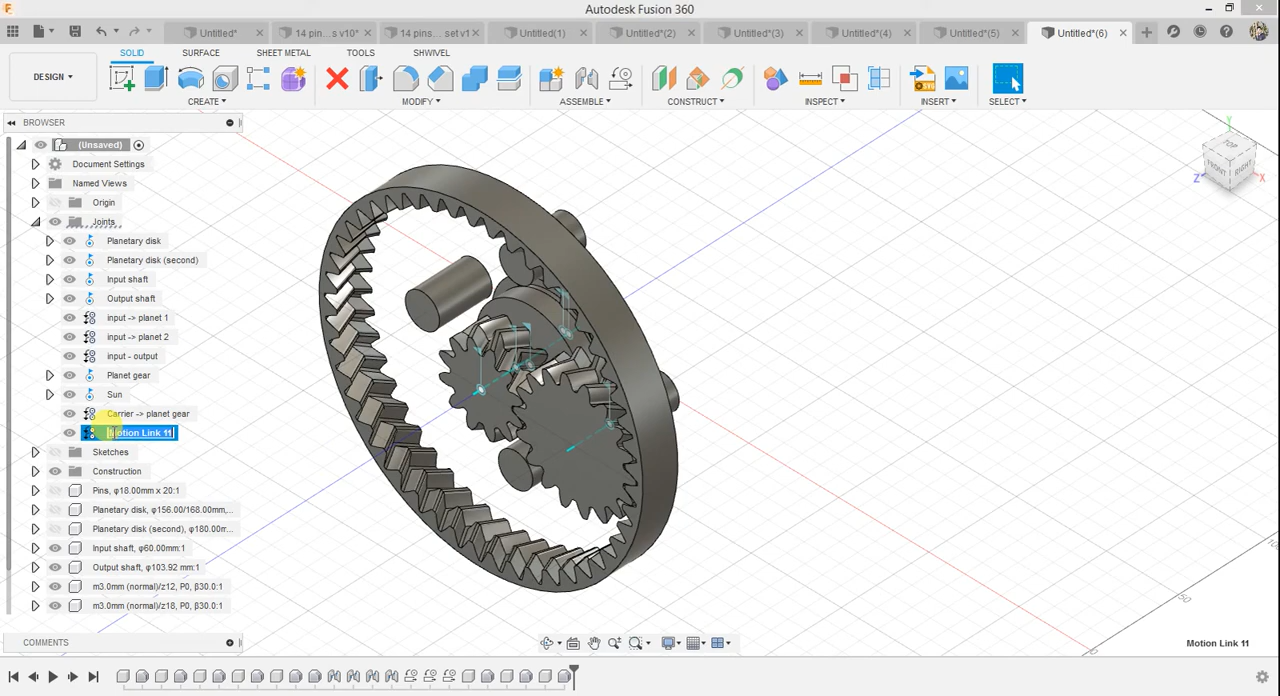 Autodesk Fusion 360
Untitled*
14 pin...s v10*
14 pins... set v1*
Untitled(1)
Untitled*(2)
Untitled*(3)
Untitled*(4)
Untitled*(5)
Untitled*(6)
SOLID SURFACE SHEET METAL TOOLS SHWIVEL
DESIGN
CREATE MODIFY ASSEMBLE CONSTRUCT INSPECT INSERT SELECT
BROWSER
(Unsaved)
Document Settings
Named Views
Origin
Joints
Planetary disk
Planetary disk (second)
Input shaft
Output shaft
input -> planet 1
input -> planet 2
input - output
Planet gear
Sun
Carrier -> planet gear
Motion Link 11
Sketches
Construction
Pins, φ18.00mm x 20:1
Planetary disk, φ156.00/168.00mm,...
Planetary disk (second), φ180.00m...
Input shaft, φ60.00mm:1
Output shaft, φ103.92 mm:1
m3.0mm (normal)/z12, P0, β30.0:1
m3.0mm (normal)/z18, P0, β30.0:1
TOP
FRONT
RIGHT
Y
Z
X
50
COMMENTS
Motion Link 11